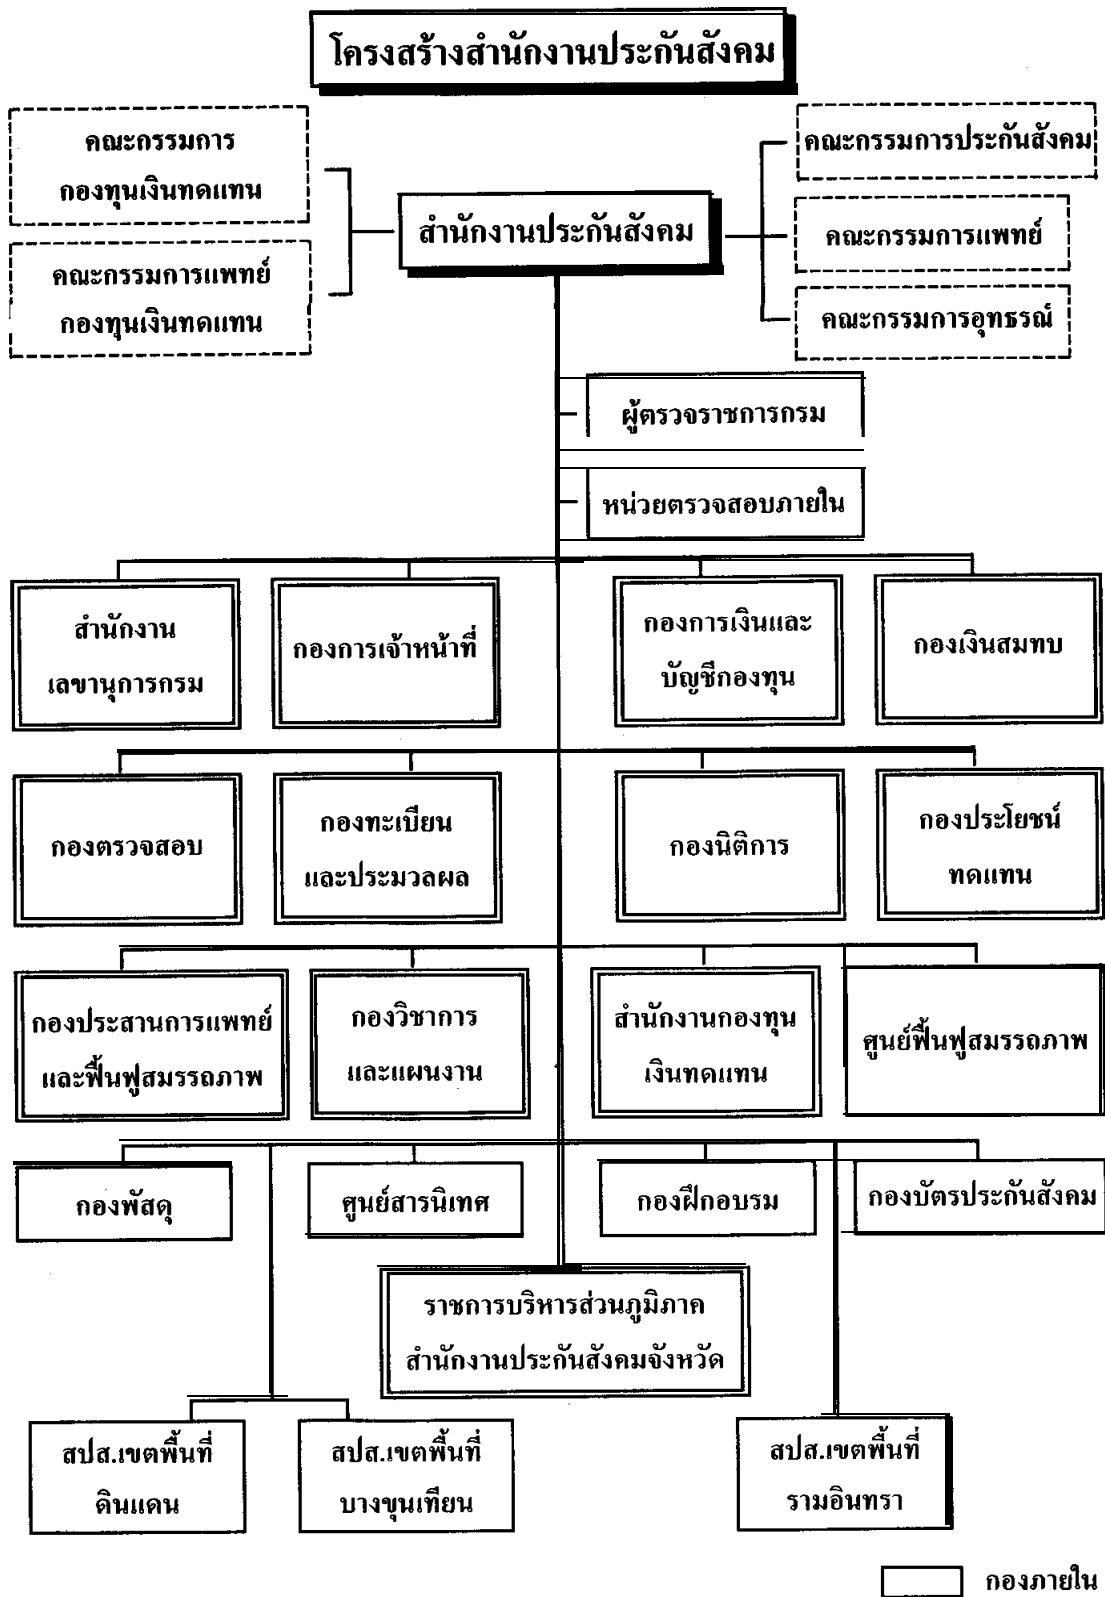 โครงสร้างสำนักงานประกันสังคม
คณะกรรมการ
กองทุนเงินทดแทน
คณะกรรมการแพทย์
กองทุนเงินทดแทน
สำนักงานประกันสังคม
คณะกรรมการประกันสังคม
คณะกรรมการแพทย์
คณะกรรมการอุทธรณ์
ผู้ตรวจราชการกรม
หน่วยตรวจสอบภายใน
สำนักงาน
เลขานุการกรม
กองการเจ้าหน้าที่
กองการเงินและ
บัญชีกองทุน
กองเงินสมทบ
กองตรวจสอบ
กองทะเบียน
และประมวลผล
กองนิติการ
กองประโยชน์
ทดแทน
กองประสานการแพทย์
และฟื้นฟูสมรรถภาพ
กองวิชาการ
และแผนงาน
สำนักงานกองทุน
เงินทดแทน
ศูนย์ฟื้นฟูสมรรถภาพ
กองพัสดุ
ศูนย์สารนิเทศ
กองฝึกอบรม
กองบัตรประกันสังคม
ราชการบริหารส่วนภูมิภาค
สำนักงานประกันสังคมจังหวัด
สปส.เขตพื้นที่
ดินแดน
สปส.เขตพื้นที่
บางขุนเทียน
สปส.เขตพื้นที่
รามอินทรา
กองภายใน